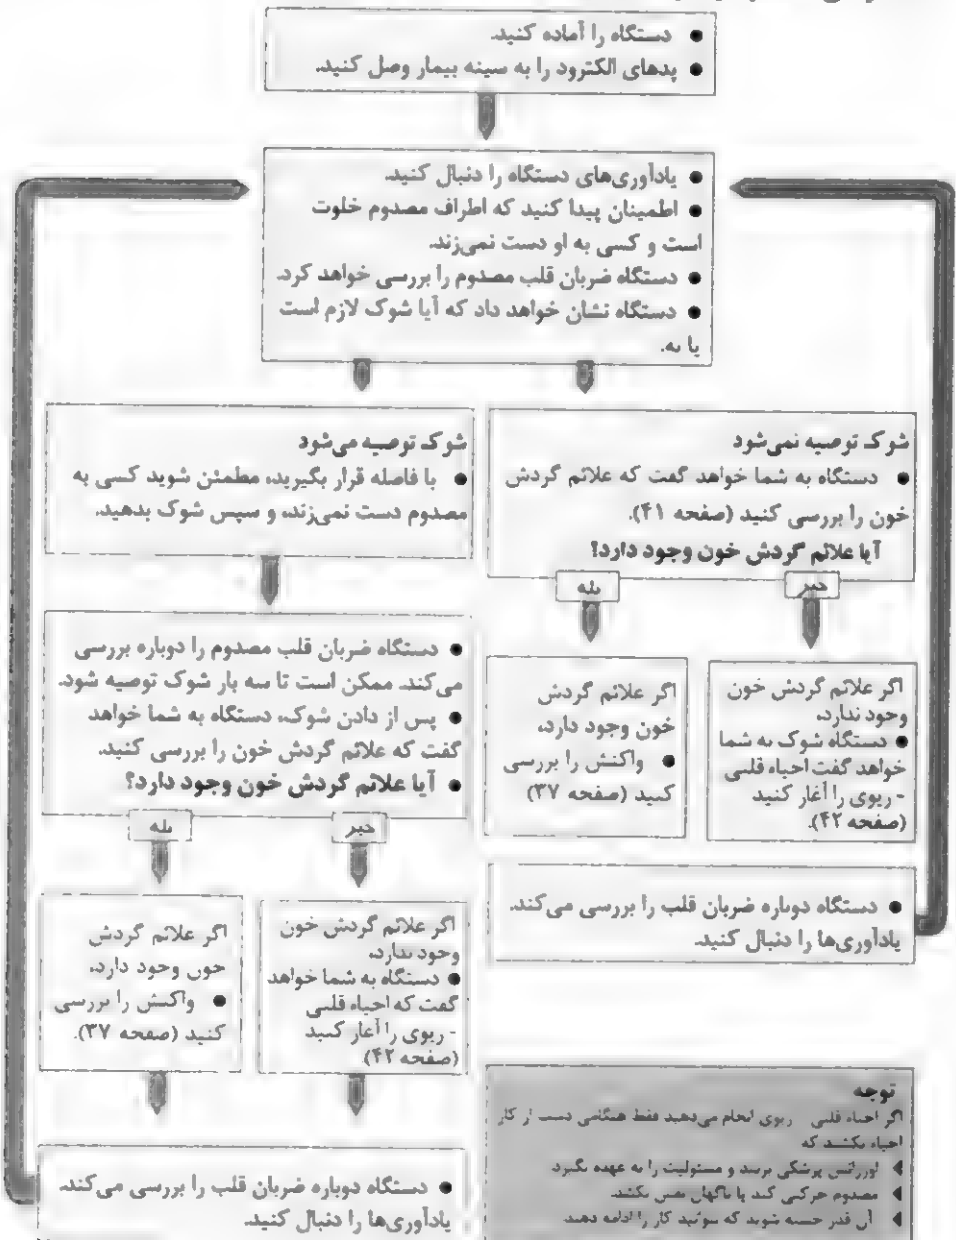 ● دستگاه را آماده کنید.
● پدهای الکترود را به سینه بیمار وصل کنید.
● یادآوری‌های دستگاه را دنبال کنید.
● اطمینان پیدا کنید که اطراف مصدوم خلوت
است و کسی به او دست نمی‌زند.
● دستگاه ضربان قلب مصدوم را بررسی خواهد کرد.
● دستگاه نشان خواهد داد که آیا شوک لازم است
یا نه.
شوک توصیه نمی‌شود
● دستگاه به شما خواهد گفت که علائم گردش
خون را بررسی کنید (صفحه ۴۱).
آیا علائم گردش خون وجود دارد؟
خیر
بله
اگر علائم گردش خون
وجود ندارد،
● دستگاه شوک به شما
خواهد گفت احیاء قلبی
- ریوی را آغاز کنید
(صفحه ۴۲).
اگر علائم گردش
خون وجود دارد،
● واکنش را بررسی
کنید (صفحه ۳۷)
● دستگاه دوباره ضربان قلب را بررسی می‌کند.
یادآوری‌ها را دنبال کنید.
شوک توصیه می‌شود
● با فاصله قرار بگیرید، مطمئن شوید کسی به
مصدوم دست نمی‌زند، و سپس شوک بدهید.
● دستگاه ضربان قلب مصدوم را دوباره بررسی
می‌کند. ممکن است تا سه بار شوک توصیه شود.
● پس از دادن شوک، دستگاه به شما خواهد
گفت که علائم گردش خون را بررسی کنید.
● آیا علائم گردش خون وجود دارد؟
خیر
بله
اگر علائم گردش خون
وجود ندارد،
● دستگاه به شما خواهد
گفت که احیاء قلبی
- ریوی را آغاز کنید
(صفحه ۴۲)
اگر علائم گردش
خون وجود دارد،
● واکنش را بررسی
کنید (صفحه ۳۷).
● دستگاه دوباره ضربان قلب را بررسی می‌کند.
یادآوری‌ها را دنبال کنید.
توجه
اگر احیاء قلبی ریوی انجام می‌دهید فقط هنگامی دست از کار
احیاء بکشید که
◀ اورژانس پزشکی برسد و مسئولیت را به عهده بگیرد.
◀ مصدوم حرکتی کند یا ناگهان نفس بکشد.
◀ آن قدر خسته شوید که نتوانید کار را ادامه دهید.